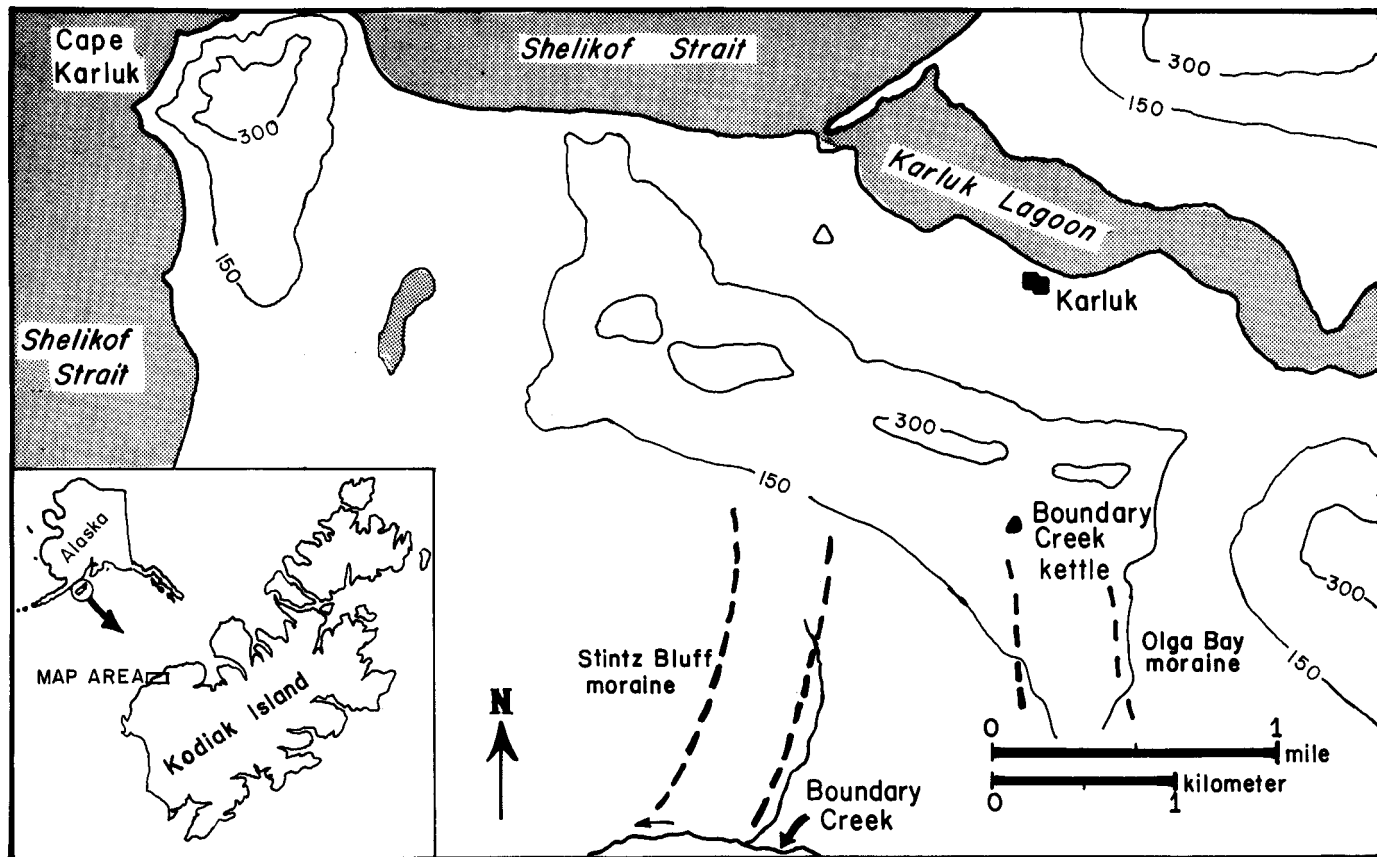 Cape
Karluk
Shelikof Strait
300
150
300
150
Karluk Lagoon
Karluk
Shelikof
Strait
300
150
Boundary
Creek
kettle
300
150
Stintz Bluff
moraine
Olga Bay
moraine
Alaska
MAP AREA
Kodiak Island
N
0 1
mile
kilometer
0 1
Boundary
Creek